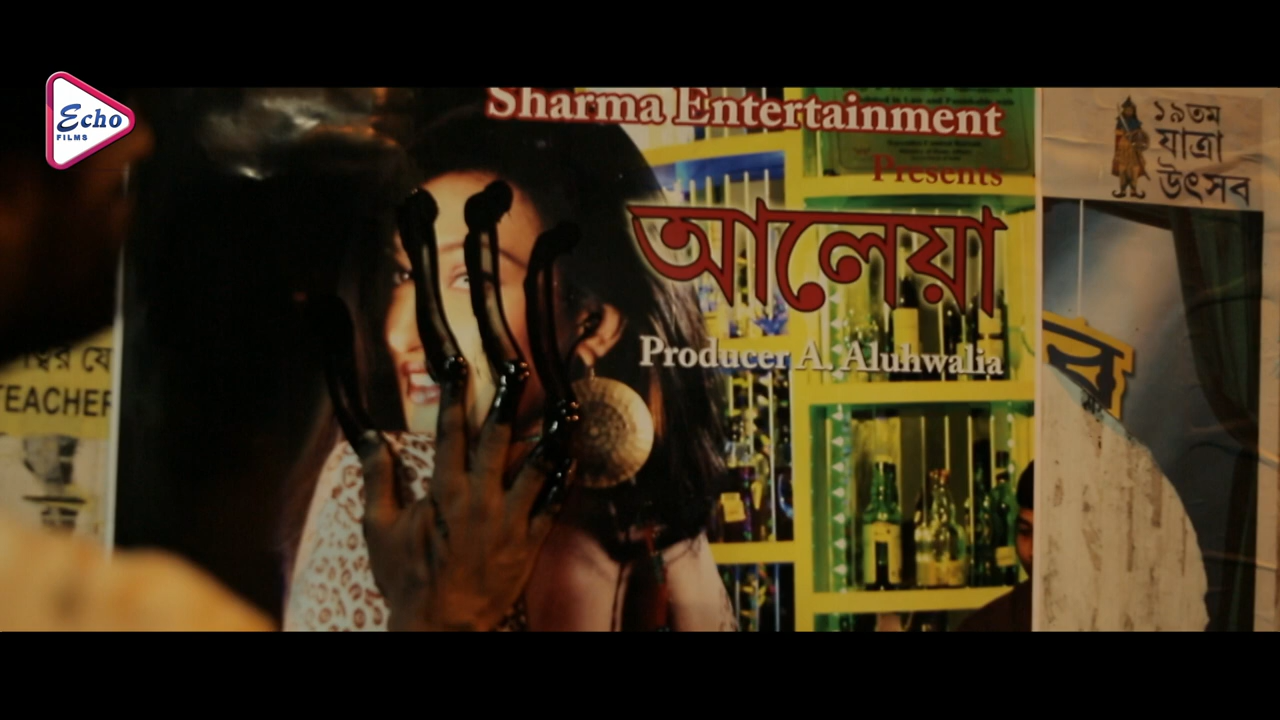 Echo
FILMS
Sharma Entertainment
Presents
আলেয়া
Producer A. Aluhwalia
১৯তম
যাত্রা
উৎসব
TEACHER